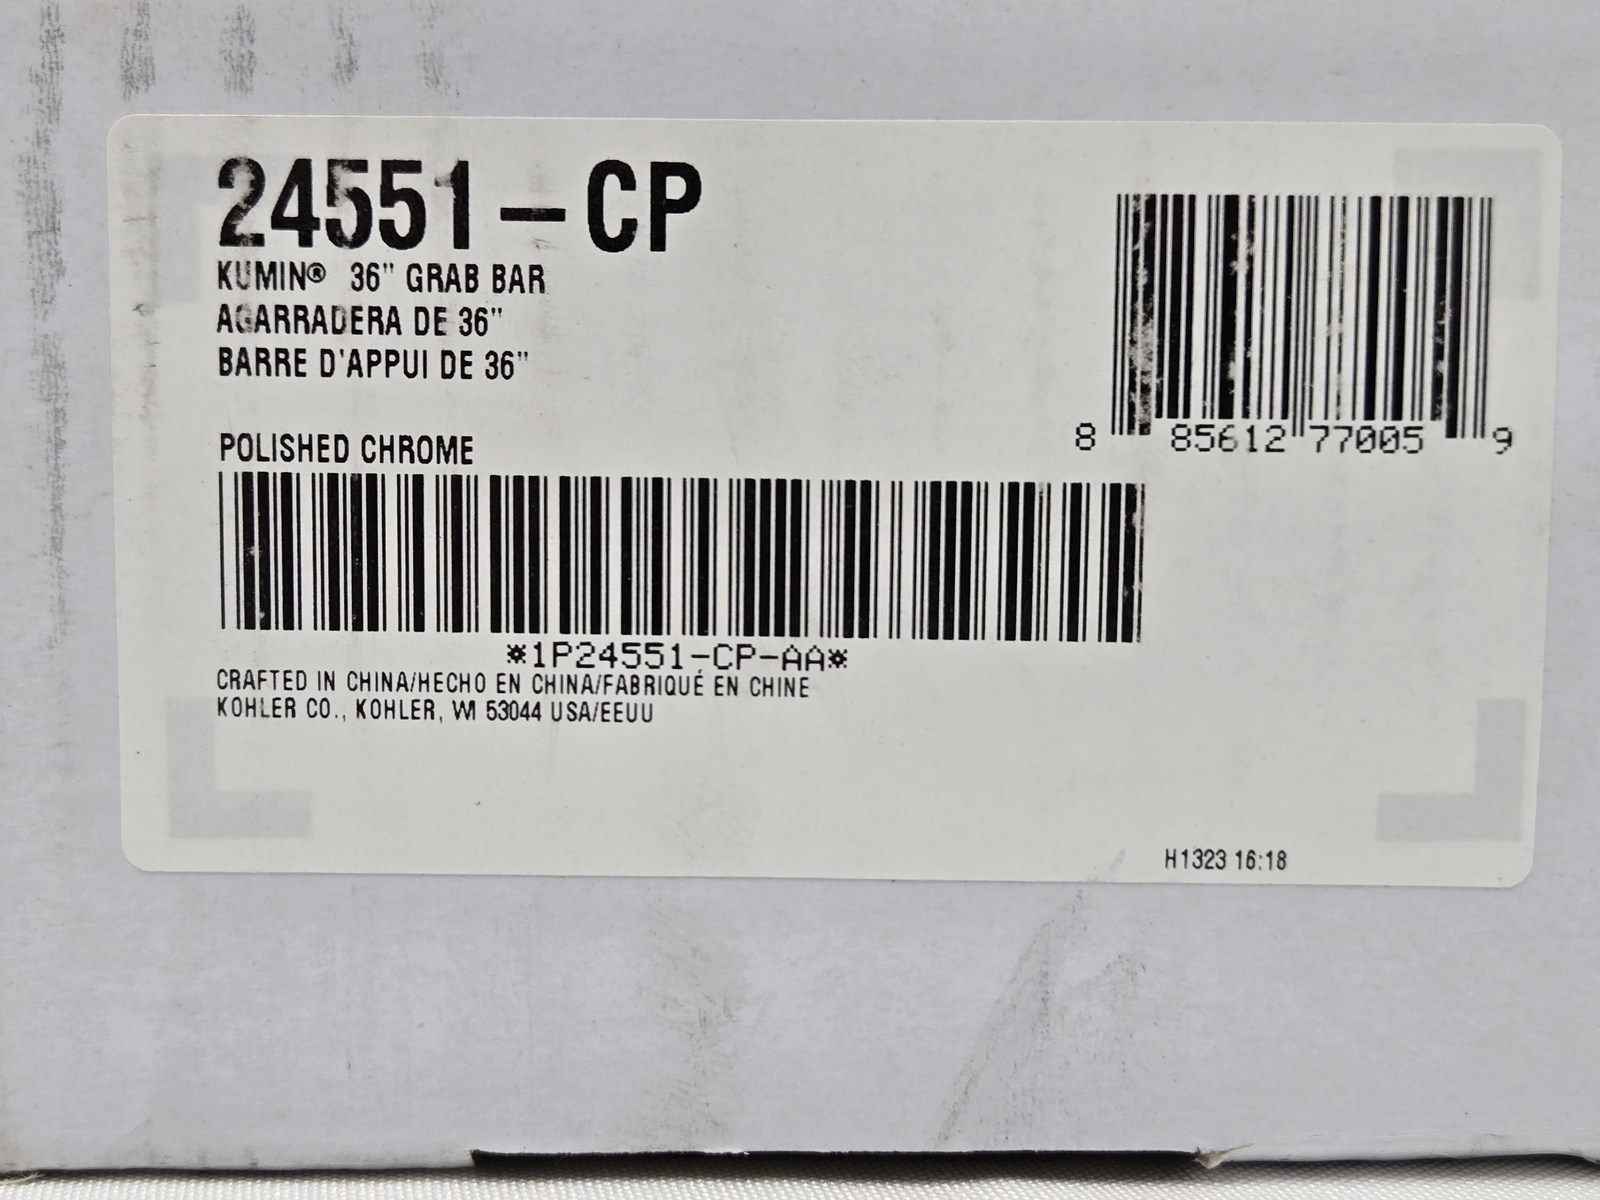 24551-CP
KUMIN® 36" GRAB BAR
AGARRADERA DE 36"
BARRE D'APPUI DE 36"
8 85612 77005 9
POLISHED CHROME
*1P24551-CP-AA*
CRAFTED IN CHINA/HECHO EN CHINA/FABRIQUÉ EN CHINE
KOHLER CO., KOHLER, WI 53044 USA/EEUU
H1323 16:18